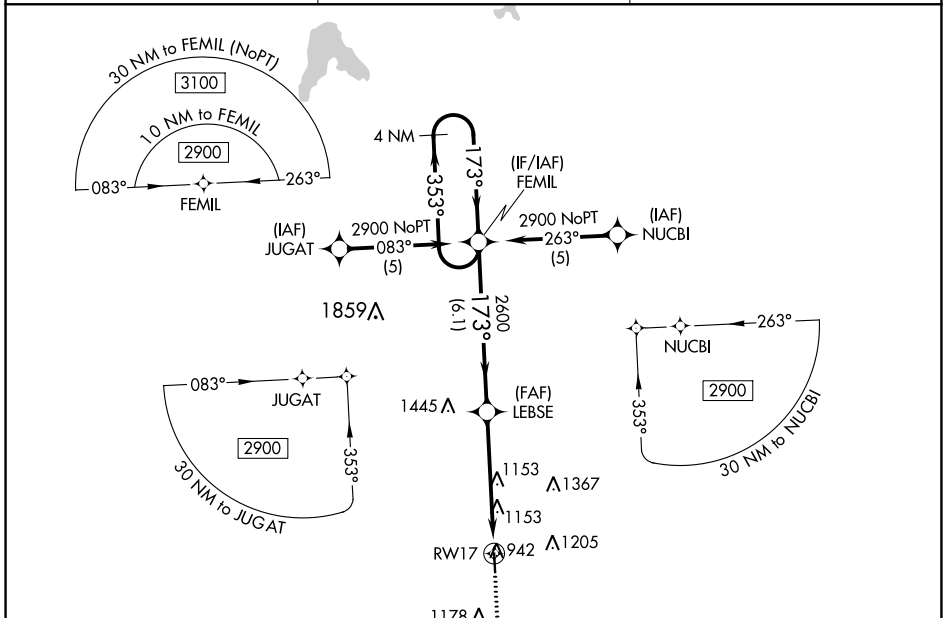 30 NM to FEMIL (NoPT)
3100
10 NM to FEMIL
2900
083°
263°
FEMIL
4 NM
353°
173°
(IF/IAF)
FEMIL
(IAF)
JUGAT
2900 NoPT
083°
(5)
2900 NoPT
263°
(5)
(IAF)
NUCBI
1859
2600
173°
(6.1)
083°
JUGAT
2900
353°
30 NM to JUGAT
263°
NUCBI
2900
353°
30 NM to NUCBI
1445
(FAF)
LEBSE
1153
1367
1153
RW17
942
1205
1178